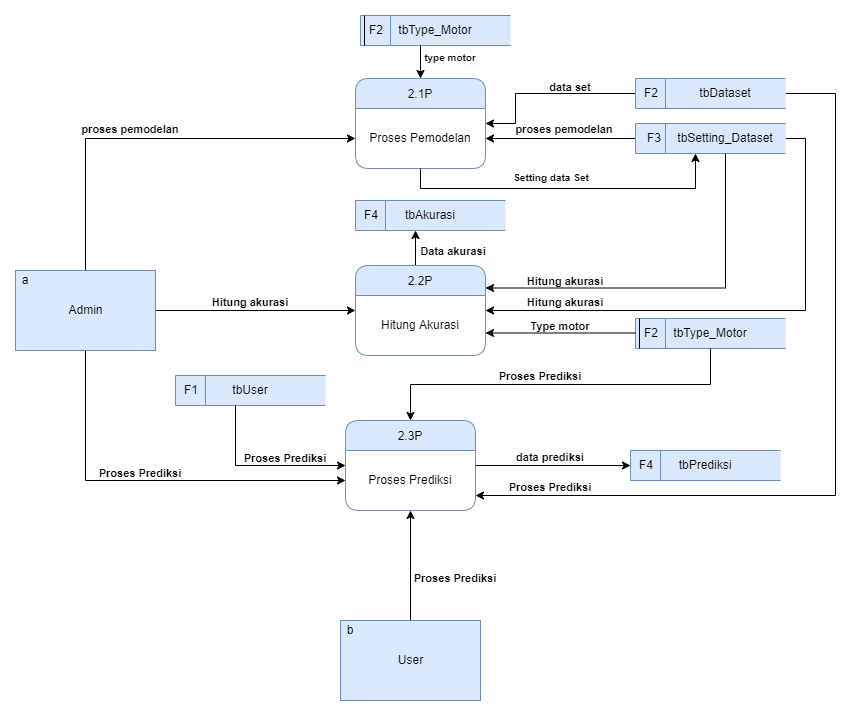 F2 tbType_Motor
type motor
2.1P
data set
F2 tbDataset
proses pemodelan
Proses Pemodelan
proses pemodelan
F3 tbSetting_Dataset
Setting data Set
F4 tbAkurasi
Data akurasi
a
2.2P
Hitung akurasi
Admin
Hitung akurasi
Hitung akurasi
Hitung Akurasi
Type motor
F2 tbType_Motor
Proses Prediksi
F1 tbUser
2.3P
Proses Prediksi
data prediksi
F4 tbPrediksi
Proses Prediksi
Proses Prediksi
Proses Prediksi
Proses Prediksi
b
User